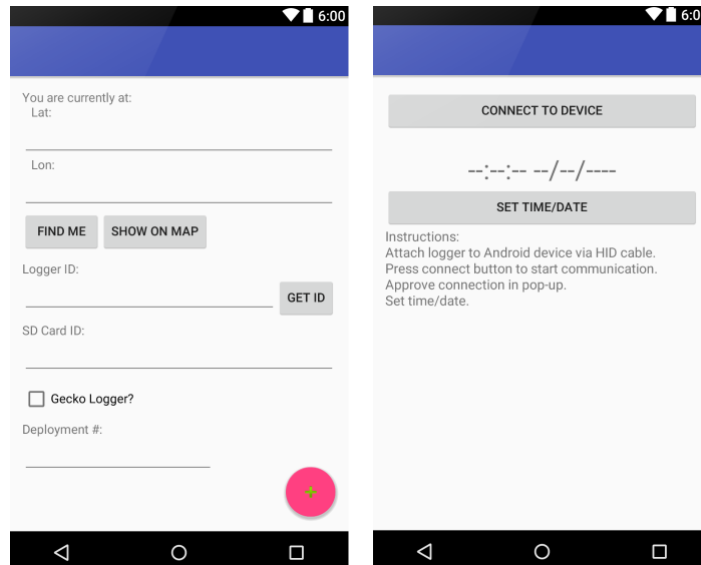 6:00
You are currently at:
Lat:
Lon:
FIND ME SHOW ON MAP
Logger ID:
GET ID
SD Card ID:
Gecko Logger?
Deployment #:
+
6:0
CONNECT TO DEVICE
--:--:-- --/--/----
SET TIME/DATE
Instructions:
Attach logger to Android device via HID cable.
Press connect button to start communication.
Approve connection in pop-up.
Set time/date.